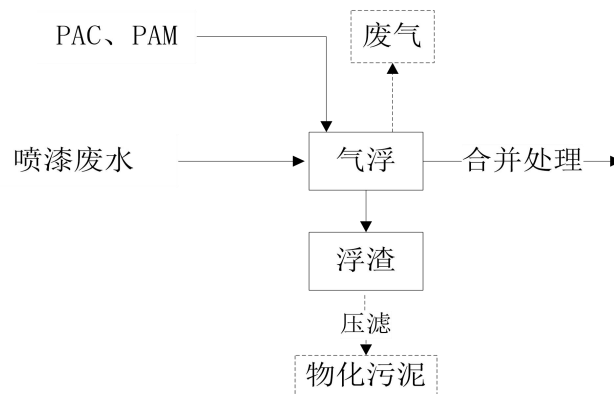 PAC、PAM
废气
喷漆废水
气浮
合并处理
浮渣
压滤
物化污泥